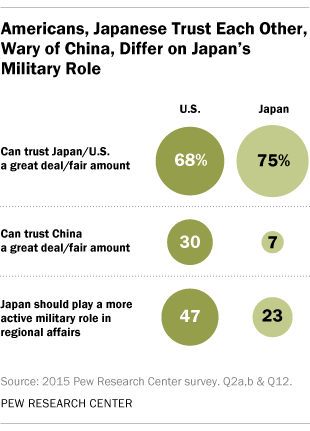 Americans, Japanese Trust Each Other,
Wary of China, Differ on Japan's
Military Role
U.S. Japan
Can trust Japan/U.S.
a great deal/fair amount
68% 75%
Can trust China
a great deal/fair amount
30 7
Japan should play a more
active military role in
regional affairs
47 23
Source: 2015 Pew Research Center survey. Q2a,b & Q12.
PEW RESEARCH CENTER